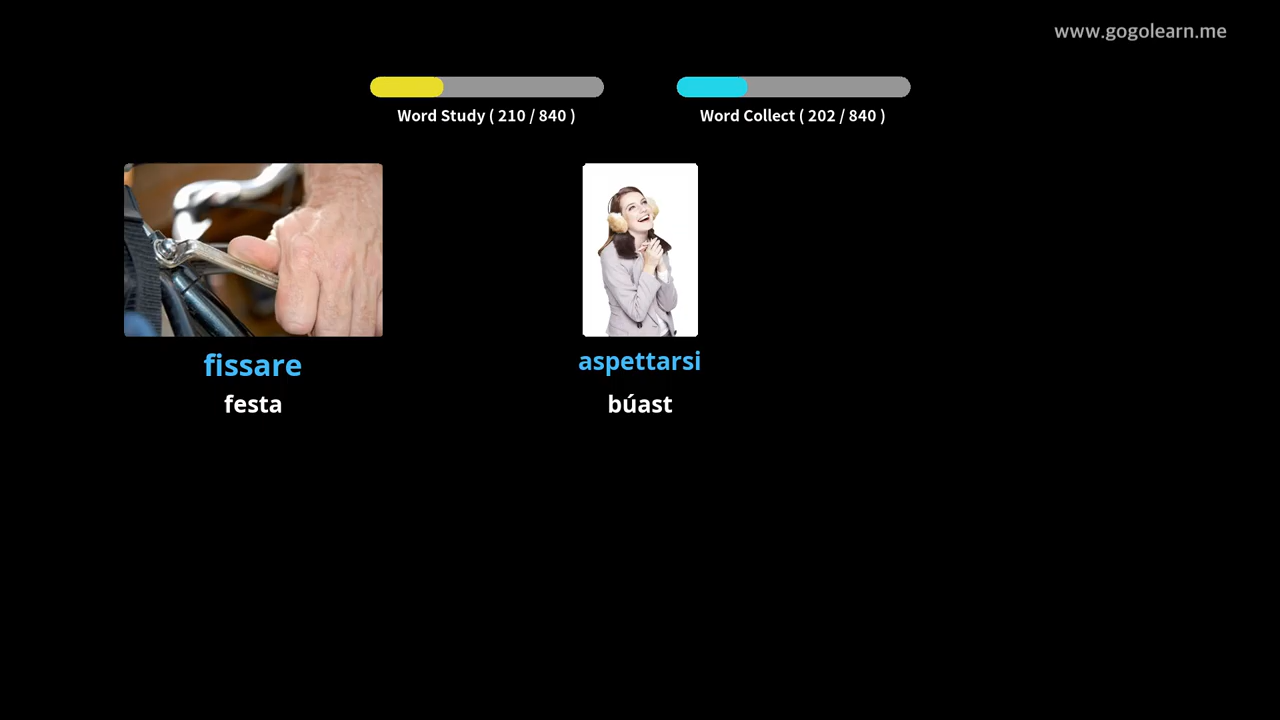 www.gogolearn.me
Word Study ( 210 / 840 )
Word Collect ( 202 / 840 )
fissare
festa
aspettarsi
búast